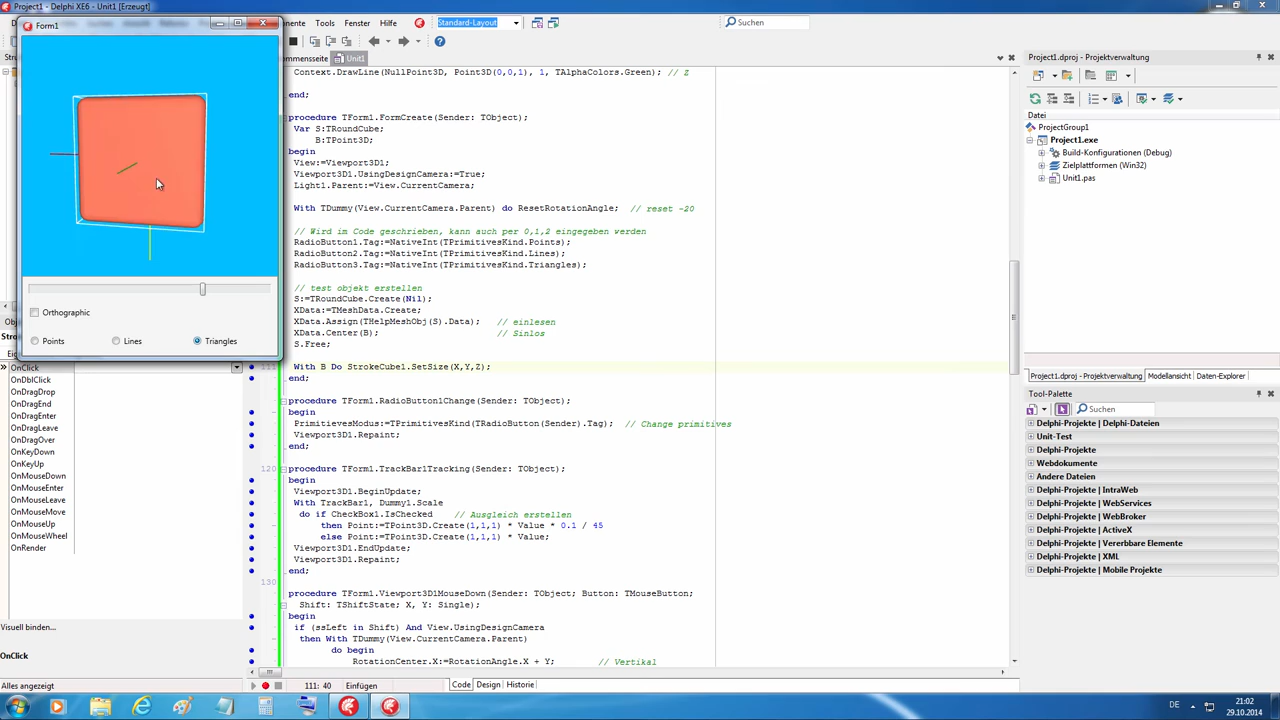 Project1 - Delphi XE6 - Unit1 [Erzeugt]
Form1
Tools Fenster Hilfe Standard-Layout Suchen
Unit1
Context.DrawLine(NullPoint3D, Point3D(0,0,1), 1, TAlphaColors.Green); // Z
end;
procedure TForm1.FormCreate(Sender: TObject);
Var S:TRoundCube;
B:TPoint3D;
begin
View:=Viewport3D1;
Viewport3D1.UsingDesignCamera:=True;
Light1.Parent:=View.CurrentCamera;
With TDummy(View.CurrentCamera.Parent) do ResetRotationAngle; // reset -20
// Wird im Code geschrieben, kann auch per 0,1,2 eingegeben werden
RadioButton1.Tag:=NativeInt(TPrimitivesKind.Points);
RadioButton2.Tag:=NativeInt(TPrimitivesKind.Lines);
RadioButton3.Tag:=NativeInt(TPrimitivesKind.Triangles);
// test objekt erstellen
S:=TRoundCube.Create(Nil);
XData:=TMeshData.Create;
XData.Assign(THelpMeshObj(S).Data); // einlesen
XData.Center(B); // Sinlos
S.Free;
111 With B Do StrokeCube1.SetSize(X,Y,Z);
end;
procedure TForm1.RadioButton1Change(Sender: TObject);
begin
PrimitievesModus:=TPrimitivesKind(TRadioButton(Sender).Tag); // Change primitives
Viewport3D1.Repaint;
end;
120 procedure TForm1.TrackBar1Tracking(Sender: TObject);
begin
Viewport3D1.BeginUpdate;
With TrackBar1, Dummy1.Scale
do if CheckBox1.IsChecked // Ausgleich erstellen
then Point:=TPoint3D.Create(1,1,1) * Value * 0.1 / 45
else Point:=TPoint3D.Create(1,1,1) * Value;
Viewport3D1.EndUpdate;
Viewport3D1.Repaint;
end;
130
procedure TForm1.Viewport3D1MouseDown(Sender: TObject; Button: TMouseButton;
Shift: TShiftState; X, Y: Single);
begin
if (ssLeft in Shift) And View.UsingDesignCamera
then With TDummy(View.CurrentCamera.Parent)
do begin
RotationCenter.X:=RotationAngle.X + Y; // Vertikal
111: 40 Einfügen Code Design Historie
Orthographic
Points Lines Triangles
OnClick
OnDblClick
OnDragDrop
OnDragEnd
OnDragEnter
OnDragLeave
OnDragOver
OnKeyDown
OnKeyUp
OnMouseDown
OnMouseEnter
OnMouseLeave
OnMouseMove
OnMouseUp
OnMouseWheel
OnRender
Visuell binden...
OnClick
Alles angezeigt
Project1.dproj - Projektverwaltung
Datei
ProjectGroup1
Project1.exe
Build-Konfigurationen (Debug)
Zielplattformen (Win32)
Unit1.pas
Project1.dproj - Projektverwaltung Modellansicht Daten-Explorer
Tool-Palette
Suchen
Delphi-Projekte | Delphi-Dateien
Unit-Test
Delphi-Projekte
Webdokumente
Andere Dateien
Delphi-Projekte | IntraWeb
Delphi-Projekte | WebServices
Delphi-Projekte | WebBroker
Delphi-Projekte | ActiveX
Delphi-Projekte | Vererbbare Elemente
Delphi-Projekte | XML
Delphi-Projekte | Mobile Projekte
DE 21:02
29.10.2014